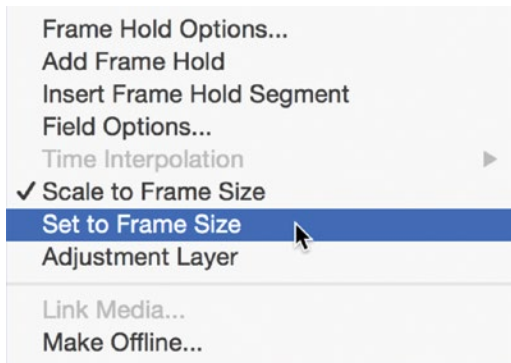 Frame Hold Options...
Add Frame Hold
Insert Frame Hold Segment
Field Options...
Time Interpolation
✓ Scale to Frame Size
Set to Frame Size
Adjustment Layer
Link Media...
Make Offline...